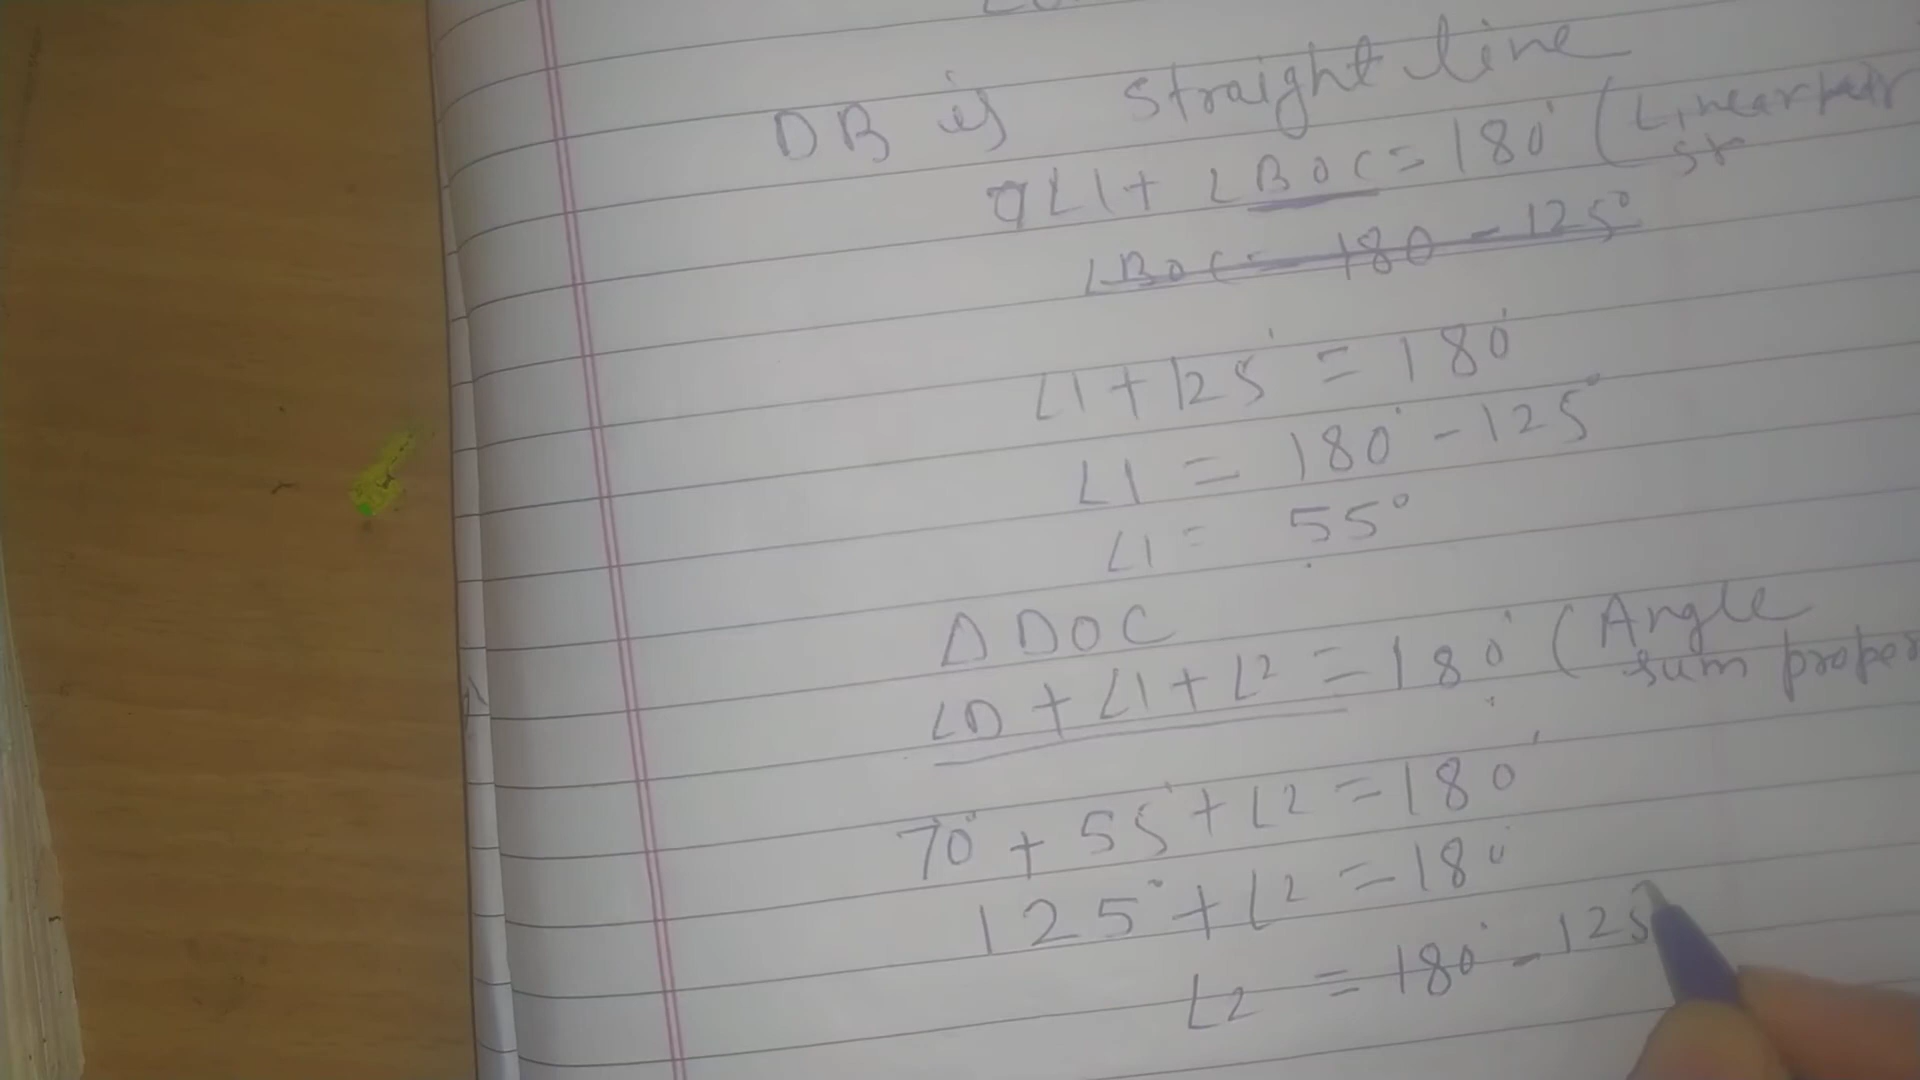 DB is straight line
∠1 + ∠BOC = 180° (Linear pair
∠BOC = 180 - 125°
∠1 + 125° = 180°
∠1 = 180° - 125°
∠1 = 55°
Δ DOC
∠D + ∠1 + ∠2 = 180° (Angle
sum proper
70° + 55° + ∠2 = 180°
125° + ∠2 = 180°
∠2 = 180° - 125